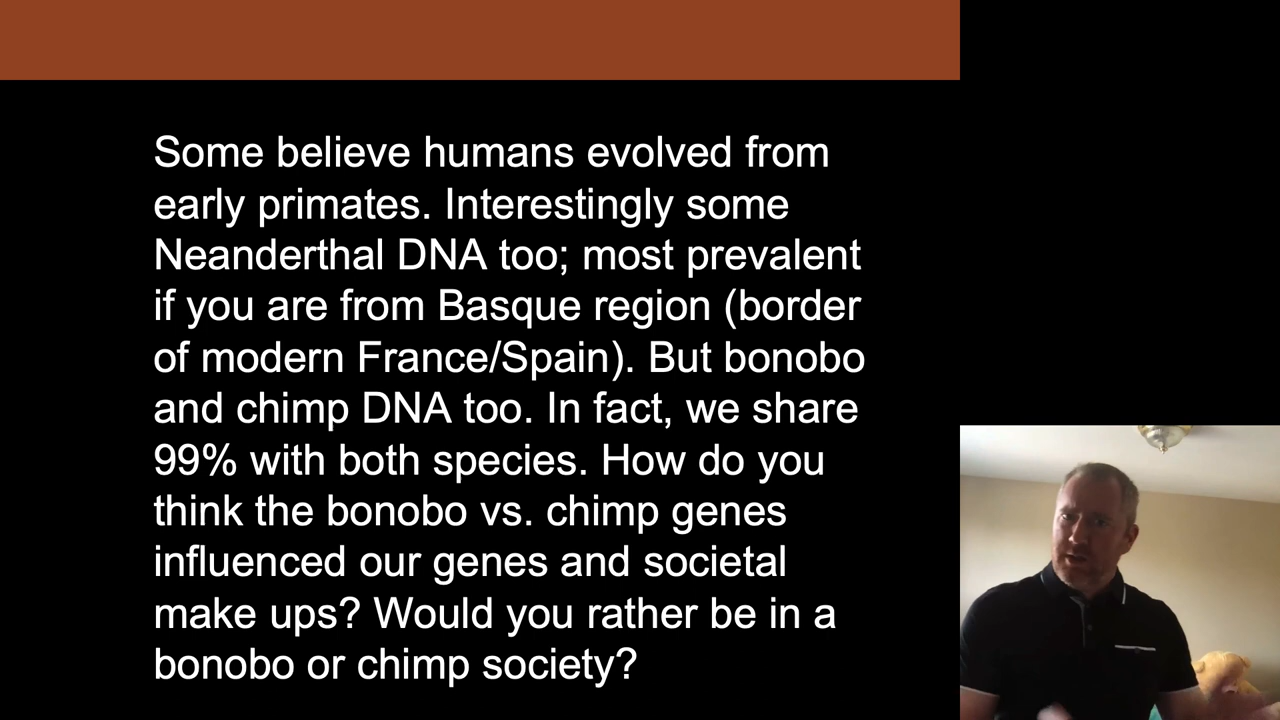 Some believe humans evolved from
early primates. Interestingly some
Neanderthal DNA too; most prevalent
if you are from Basque region (border
of modern France/Spain). But bonobo
and chimp DNA too. In fact, we share
99% with both species. How do you
think the bonobo vs. chimp genes
influenced our genes and societal
make ups? Would you rather be in a
bonobo or chimp society?